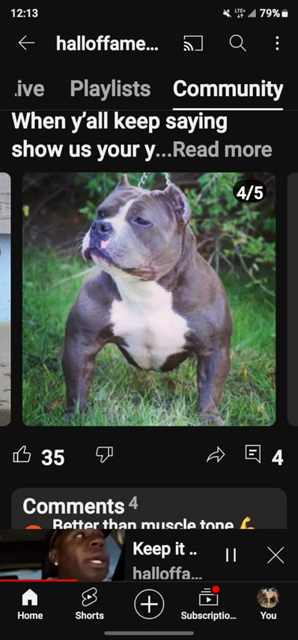 12:13
LTE+
79%
halloffame...
.ive Playlists Community
When y'all keep saying
show us your y...Read more
4/5
35
4
Comments 4
Better than muscle tone 💪
Keep it ..
halloffa...
Home Shorts Subscriptio... You